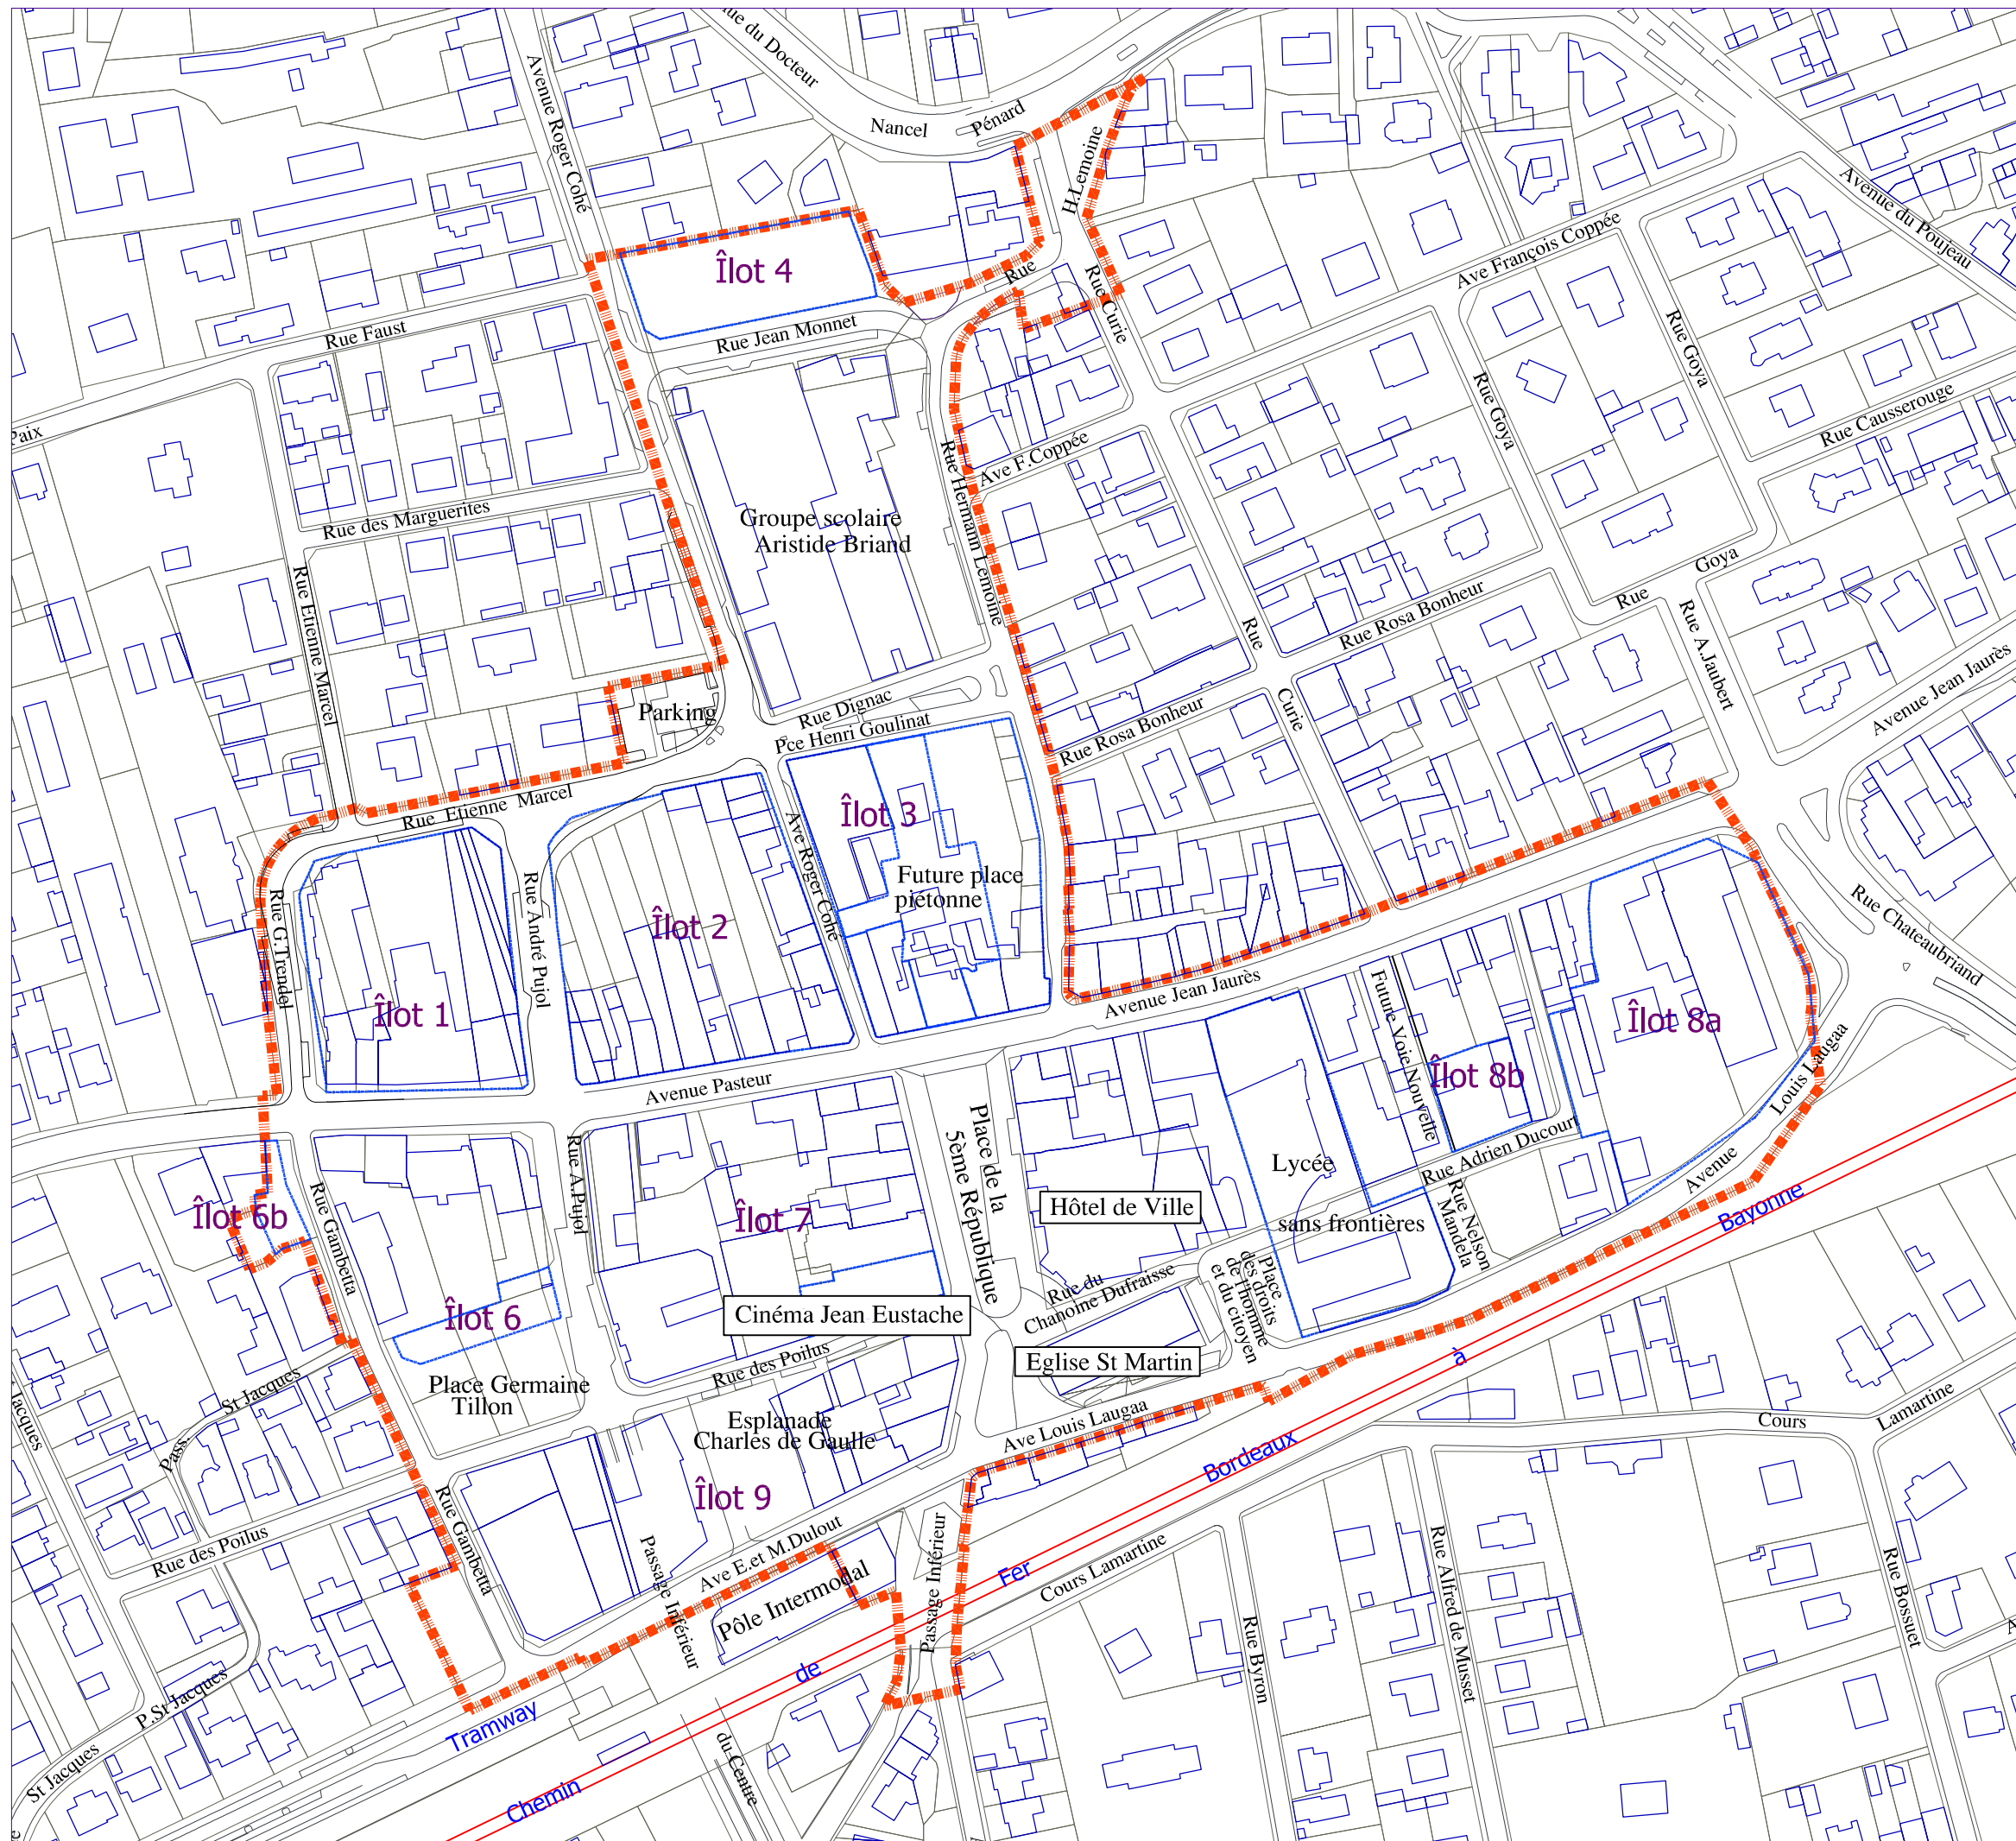 Rue du Docteur
Nancel
Pénard
Avenue Roger Cohé
H.Lemoine
Rue
Îlot 4
Rue Jean Monnet
Rue Faust
Paix
Rue Curie
Ave François Coppée
Avenue du Poujeau
Rue Goya
Rue Goya
Rue Causserouge
Ave F.Coppée
Rue Hermann Lemoine
Groupe scolaire
Aristide Briand
Rue des Marguerites
Rue Etienne Marcel
Rue
Curie
Rue Rosa Bonheur
Rue
Goya
Rue A.Jaubert
Avenue Jean Jaurès
Parking
Rue Dignac
Pce Henri Goulinat
Rue Rosa Bonheur
Rue Etienne Marcel
Îlot 3
Future place
piétonne
Ave Roger Cohé
Îlot 2
Rue André Pujol
Îlot 1
Rue G.Trendel
Avenue Jean Jaurès
Future Voie Nouvelle
Îlot 8b
Îlot 8a
Rue Chateaubriand
Avenue
Louis Laugaa
Avenue Pasteur
Place de la
5ème République
Rue A.Pujol
Îlot 7
Hôtel de Ville
Lycée
sans frontières
Rue Adrien Ducourt
Rue Nelson
Mandela
Îlot 6b
Rue Gambetta
Îlot 6
Cinéma Jean Eustache
Rue du
Chanoine Dufraisse
Place
des droits
de l'homme
et du citoyen
Eglise St Martin
Rue des Poilus
Place Germaine
Tillon
Esplanade
Charles de Gaulle
Ave Louis Laugaa
Îlot 9
Pass.
St Jacques
Jacques
Rue des Poilus
Rue Gambetta
Passage Inférieur
Ave E.et M.Dulout
Pôle Intermodal
Passage Inférieur
Cours Lamartine
Cours
Lamartine
Rue Alfred de Musset
Rue Byron
Rue Bossuet
P.St Jacques
St Jacques
du Centre
Tramway
Chemin
de
Fer
Bordeaux
à
Bayonne